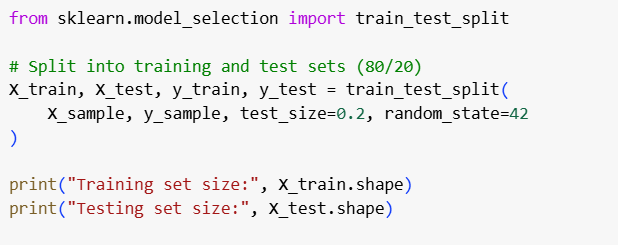 from sklearn.model_selection import train_test_split
# Split into training and test sets (80/20)
X_train, X_test, y_train, y_test = train_test_split(
    X_sample, y_sample, test_size=0.2, random_state=42
)
print("Training set size:", X_train.shape)
print("Testing set size:", X_test.shape)